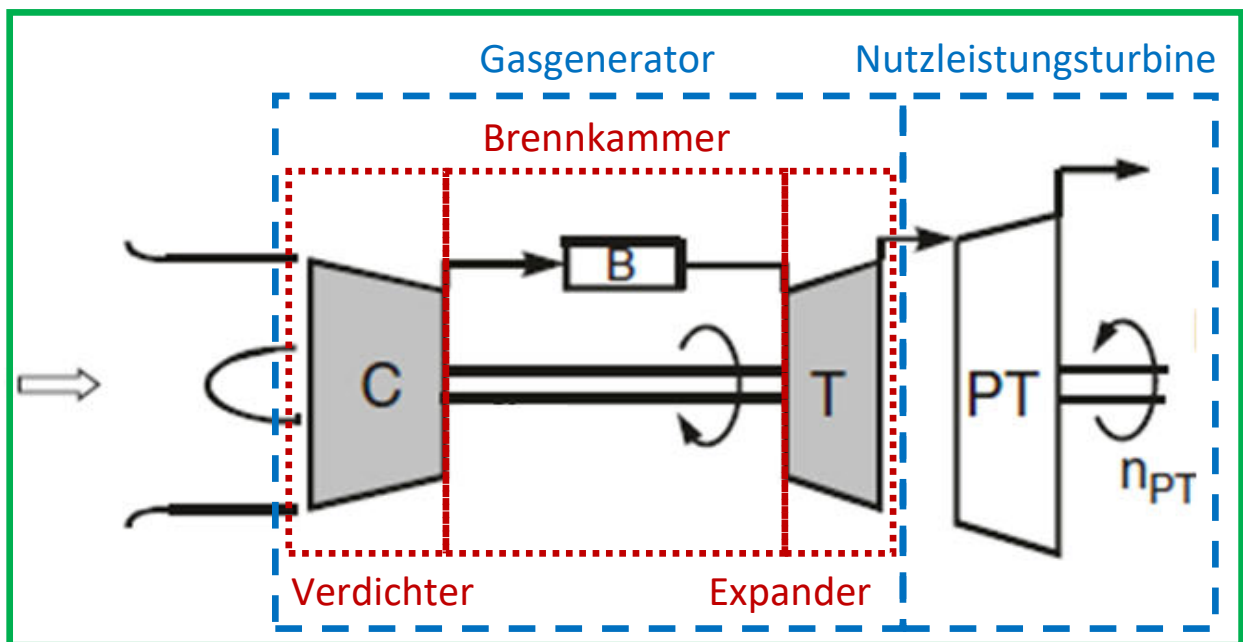 Gasgenerator
Nutzleistungsturbine
Brennkammer
B
C
T
PT
nPT
Verdichter
Expander